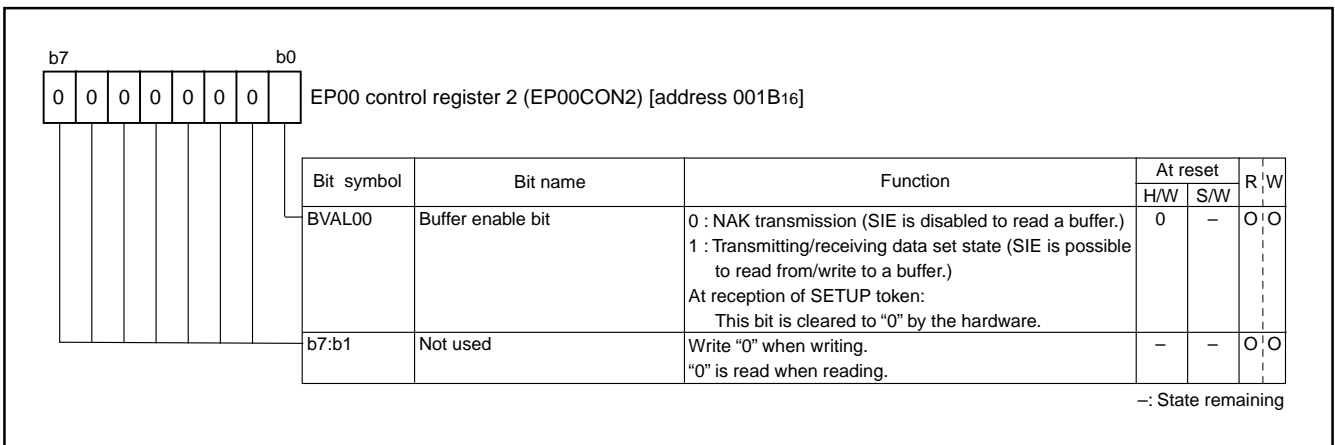 b7 b0
0 0 0 0 0 0 0 EP00 control register 2 (EP00CON2) [address 001B16]
Bit symbol Bit name Function At reset R W
H/W S/W
BVAL00 Buffer enable bit 0 : NAK transmission (SIE is disabled to read a buffer.) 0 – O O
1 : Transmitting/receiving data set state (SIE is possible
to read from/write to a buffer.)
At reception of SETUP token:
This bit is cleared to “0” by the hardware.
b7:b1 Not used Write “0” when writing. – – O O
“0” is read when reading.
–: State remaining